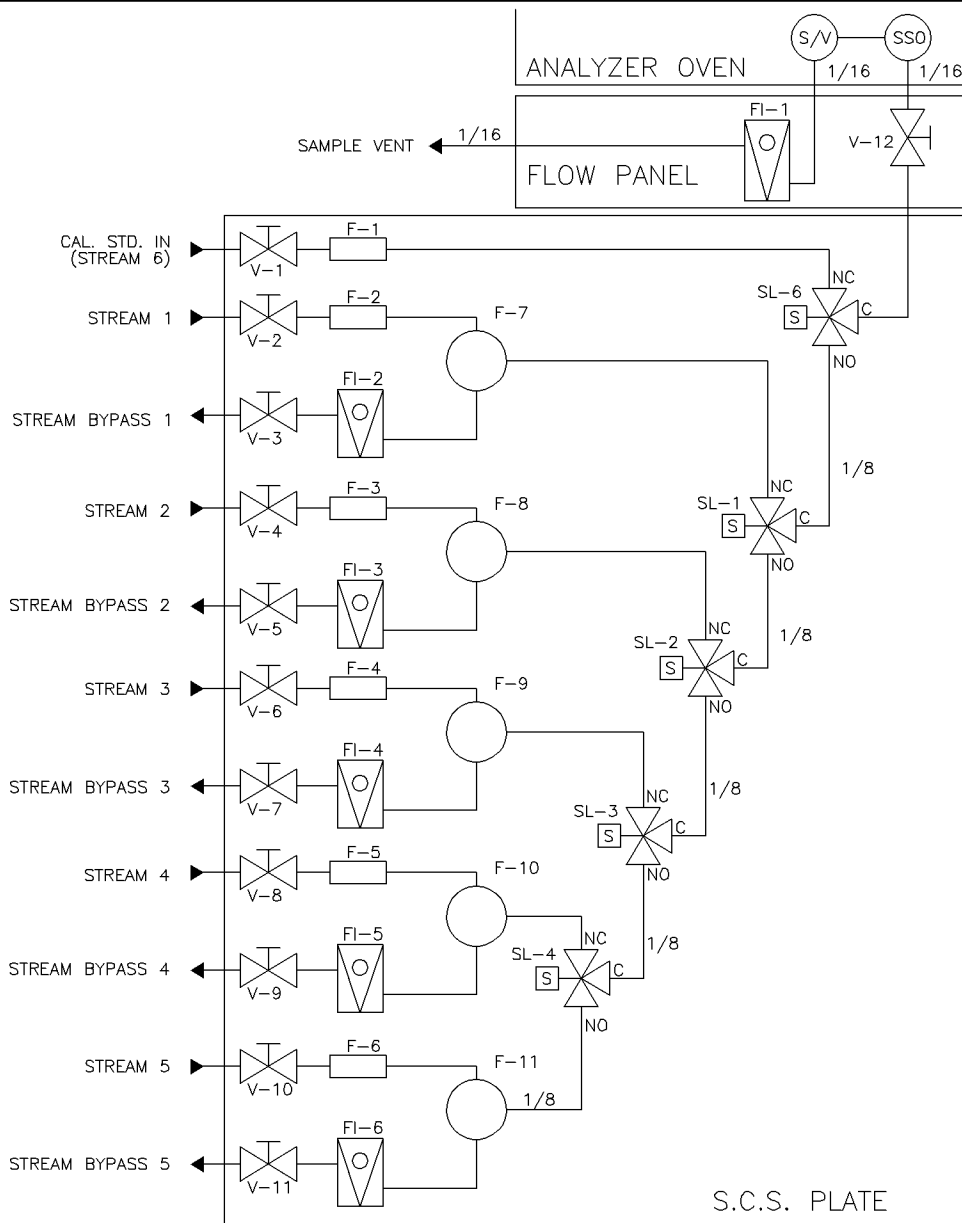 S/V
SSO
ANALYZER OVEN
1/16
1/16
FI-1
V-12
SAMPLE VENT
1/16
FLOW PANEL
CAL. STD. IN
(STREAM 6)
V-1
F-1
NC
SL-6
S
C
NO
STREAM 1
V-2
F-2
F-7
STREAM BYPASS 1
V-3
FI-2
1/8
NC
SL-1
S
C
NO
STREAM 2
V-4
F-3
F-8
STREAM BYPASS 2
V-5
FI-3
1/8
NC
SL-2
S
C
NO
STREAM 3
V-6
F-4
F-9
STREAM BYPASS 3
V-7
FI-4
1/8
NC
SL-3
S
C
NO
STREAM 4
V-8
F-5
F-10
STREAM BYPASS 4
V-9
FI-5
1/8
NC
SL-4
S
C
NO
STREAM 5
V-10
F-6
F-11
1/8
STREAM BYPASS 5
V-11
FI-6
S.C.S. PLATE